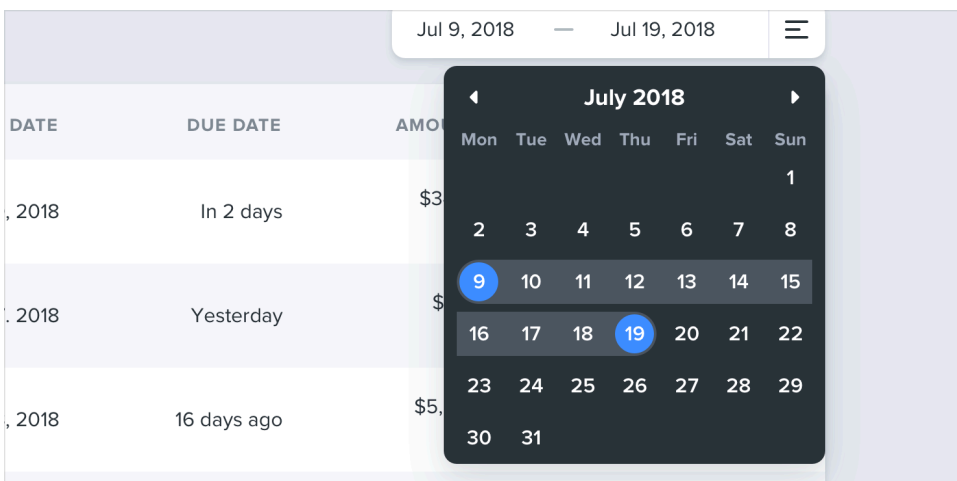 Jul 9, 2018 — Jul 19, 2018
DATE DUE DATE
July 2018
Mon Tue Wed Thu Fri Sat Sun
1
, 2018 In 2 days $3
2 3 4 5 6 7 8
9 10 11 12 13 14 15
. 2018 Yesterday $
16 17 18 19 20 21 22
23 24 25 26 27 28 29
, 2018 16 days ago $5,
30 31